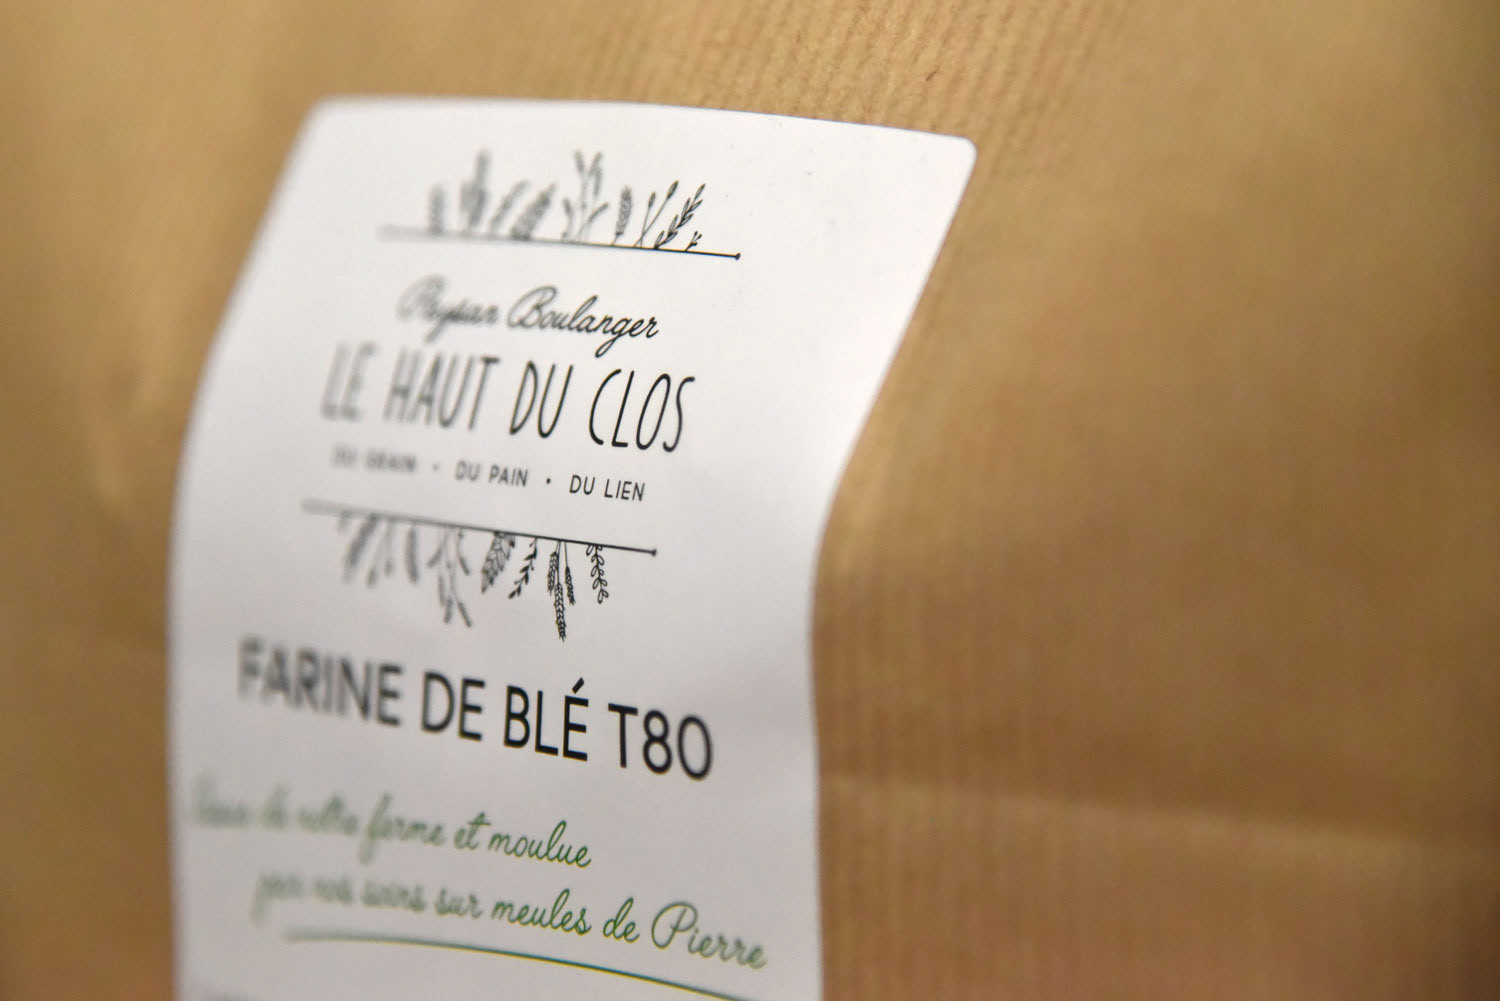 Paysan Boulanger
LE HAUT DU CLOS
DU GRAIN • DU PAIN • DU LIEN
FARINE DE BLÉ T80
de notre ferme et moulue
par nos soins sur meules de Pierre